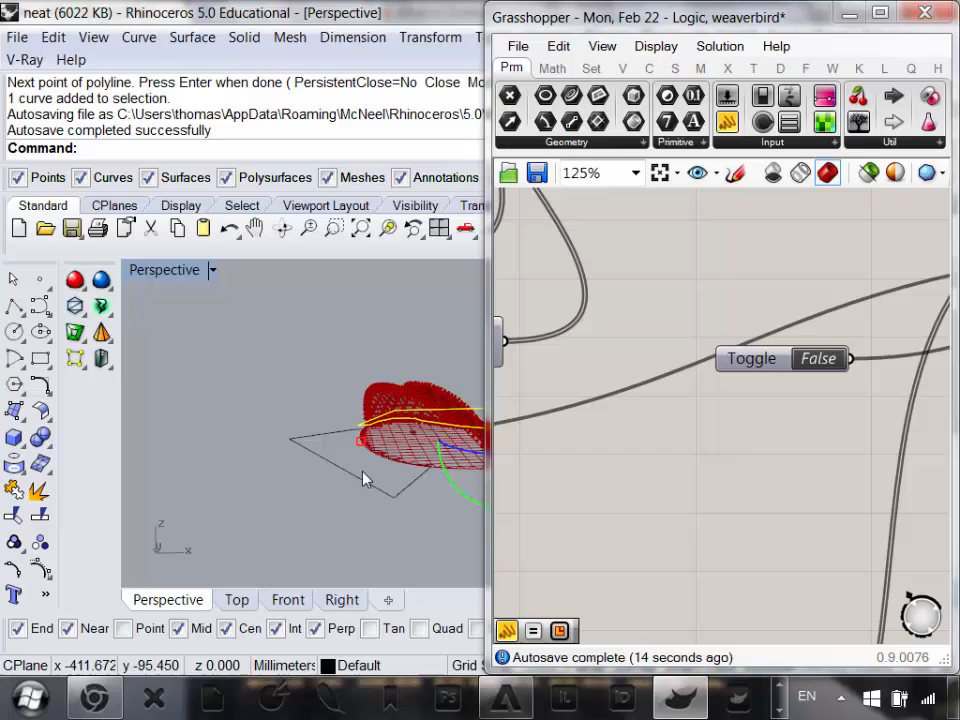 neat (6022 KB) - Rhinoceros 5.0 Educational - [Perspective]
File Edit View Curve Surface Solid Mesh Dimension Transform T
V-Ray Help
Next point of polyline. Press Enter when done ( PersistentClose=No Close Mo
1 curve added to selection.
Autosaving file as C:\Users\thomas\AppData\Roaming\McNeel\Rhinoceros\5.0'
Autosave completed successfully
Command:
Points Curves Surfaces Polysurfaces Meshes Annotations
Standard CPlanes Display Select Viewport Layout Visibility Tran
Perspective
z
y x
Perspective Top Front Right
End Near Point Mid Cen Int Perp Tan Quad
CPlane x -411.672 y -95.450 z 0.000 Millimeters Default Grid S
Grasshopper - Mon, Feb 22 - Logic, weaverbird*
File Edit View Display Solution Help
Prm Math Set V C S M X T D F W K L Q H
Geometry Primitive Input Util
125%
Toggle False
Autosave complete (14 seconds ago) 0.9.0076
EN